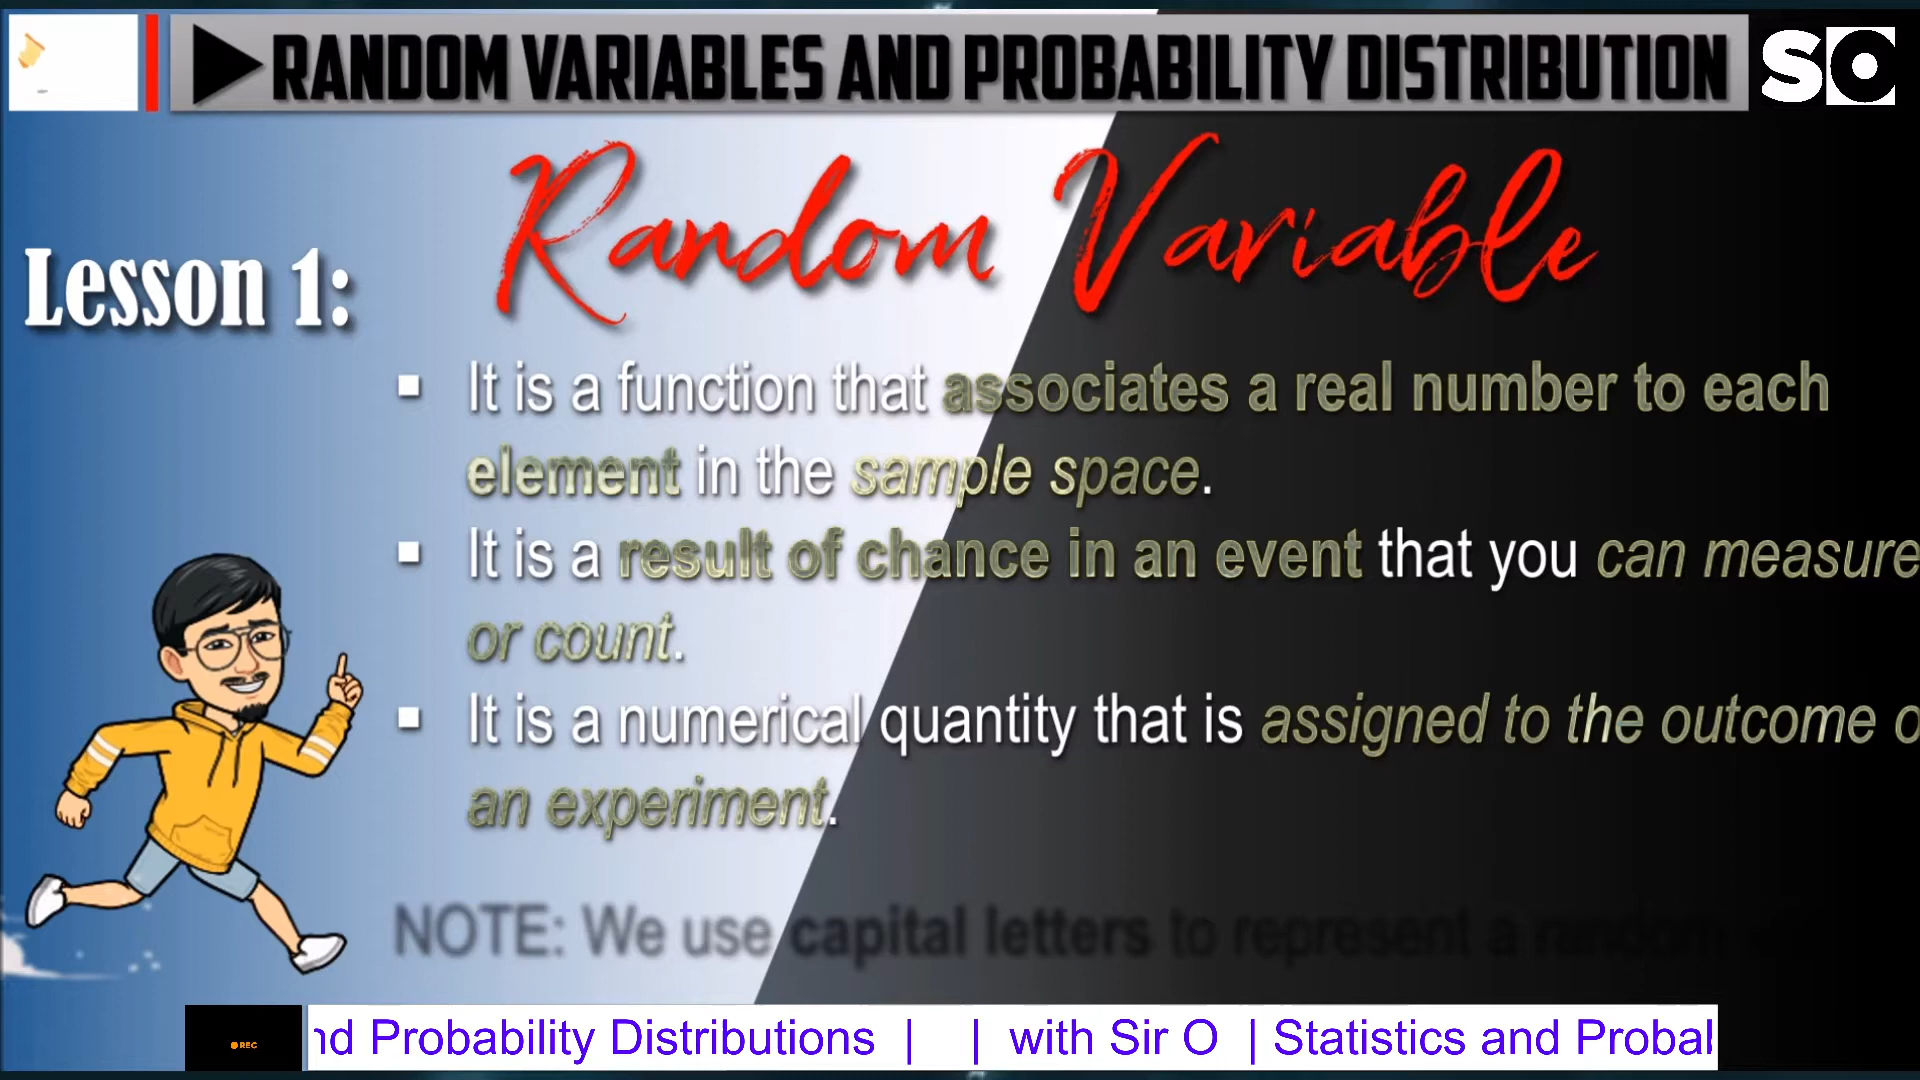 RANDOM VARIABLES AND PROBABILITY DISTRIBUTION
SO
Random Variable
Lesson 1:
▪ It is a function that associates a real number to each
element in the sample space.
▪ It is a result of chance in an event that you can measure
or count.
▪ It is a numerical quantity that is assigned to the outcome o
an experiment.
NOTE: We use capital letters to represent a random
REC
nd Probability Distributions | | with Sir O | Statistics and Probal